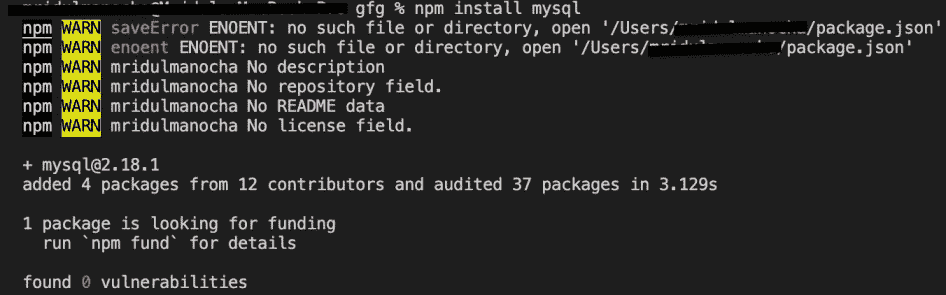 gfg % npm install mysql
npm WARN saveError ENOENT: no such file or directory, open '/Users/ /package.json'
npm WARN enoent ENOENT: no such file or directory, open '/Users/ /package.json'
npm WARN mridulmanocha No description
npm WARN mridulmanocha No repository field.
npm WARN mridulmanocha No README data
npm WARN mridulmanocha No license field.
+ mysql@2.18.1
added 4 packages from 12 contributors and audited 37 packages in 3.129s
1 package is looking for funding
run `npm fund` for details
found 0 vulnerabilities